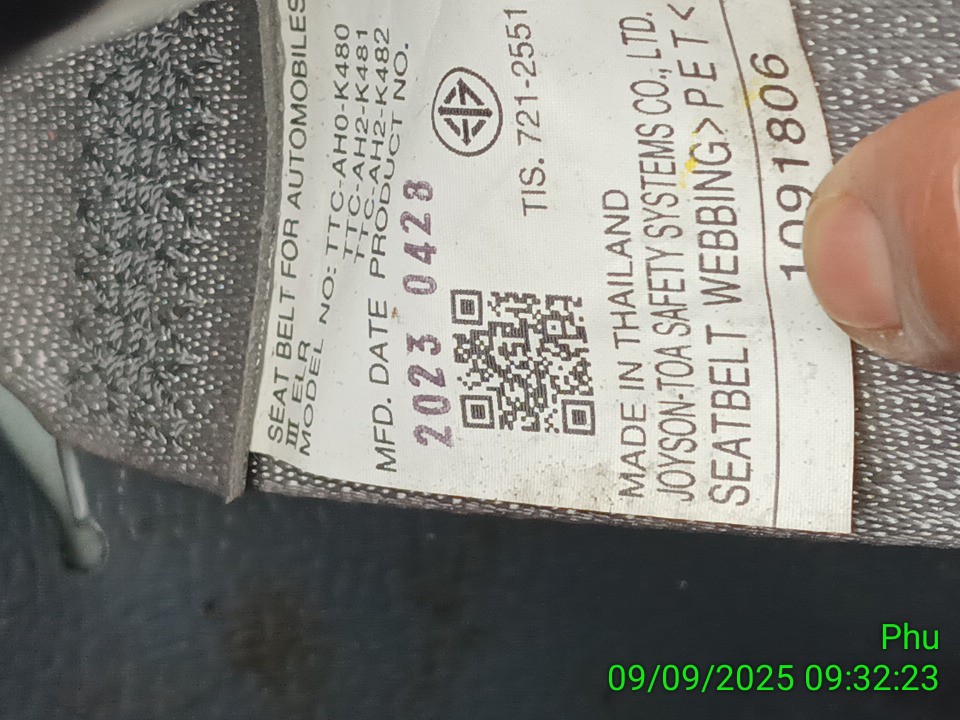 SEAT BELT FOR AUTOMOBILES
III ELR
MODEL NO: TTC-AH0-K480
TTC-AH2-K481
TTC-AH2-K482
MFD. DATE PRODUCT NO.
2023 0428
TIS. 721-2551
MADE IN THAILAND
JOYSON-TOA SAFETY SYSTEMS CO., LTD.
SEATBELT WEBBING>PET<
1091806
Phu
09/09/2025 09:32:23